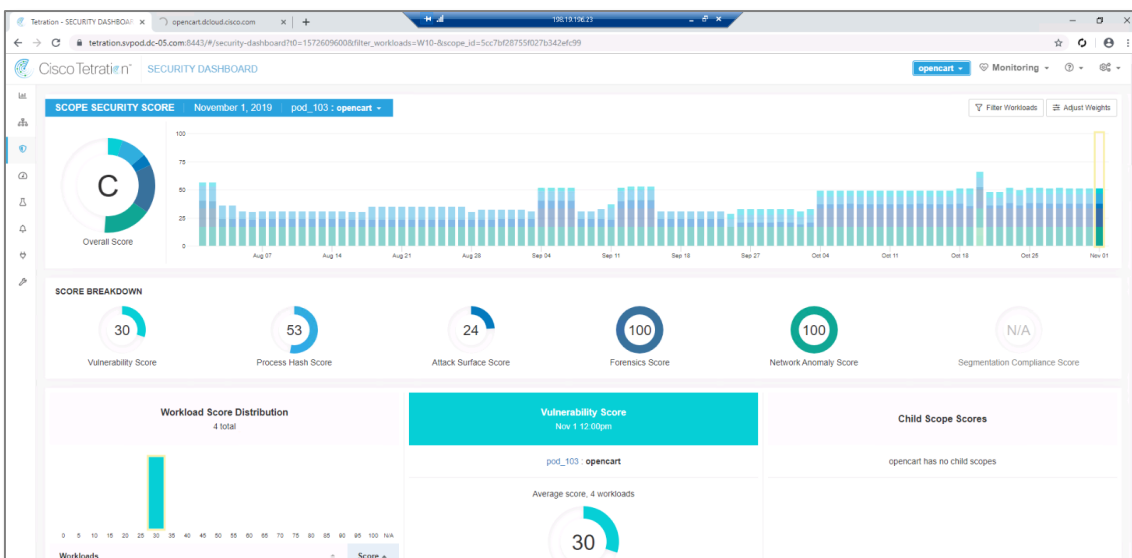 Tetration - SECURITY DASHBOAR
opencart.dcloud.cisco.com
198.19.196.23
tetration.svpod.dc-05.com:8443/#/security-dashboard?t0=1572609600&filter_workloads=W10-&scope_id=5cc7bf28755f027b342efc99
Cisco Tetration™ SECURITY DASHBOARD
opencart
Monitoring
SCOPE SECURITY SCORE November 1, 2019 pod_103 : opencart
Filter Workloads
Adjust Weights
C
Overall Score
100
75
50
25
0
Aug 07 Aug 14 Aug 21 Aug 28 Sep 04 Sep 11 Sep 18 Sep 27 Oct 04 Oct 11 Oct 18 Oct 25 Nov 01
SCORE BREAKDOWN
30 53 24 100 100 N/A
Vulnerability Score Process Hash Score Attack Surface Score Forensics Score Network Anomaly Score Segmentation Compliance Score
Workload Score Distribution
4 total
0 5 10 15 20 25 30 35 40 45 50 55 60 65 70 75 80 85 90 95 100 N/A
Workloads Score
Vulnerability Score
Nov 1 12:00pm
pod_103 : opencart
Average score, 4 workloads
30
Child Scope Scores
opencart has no child scopes